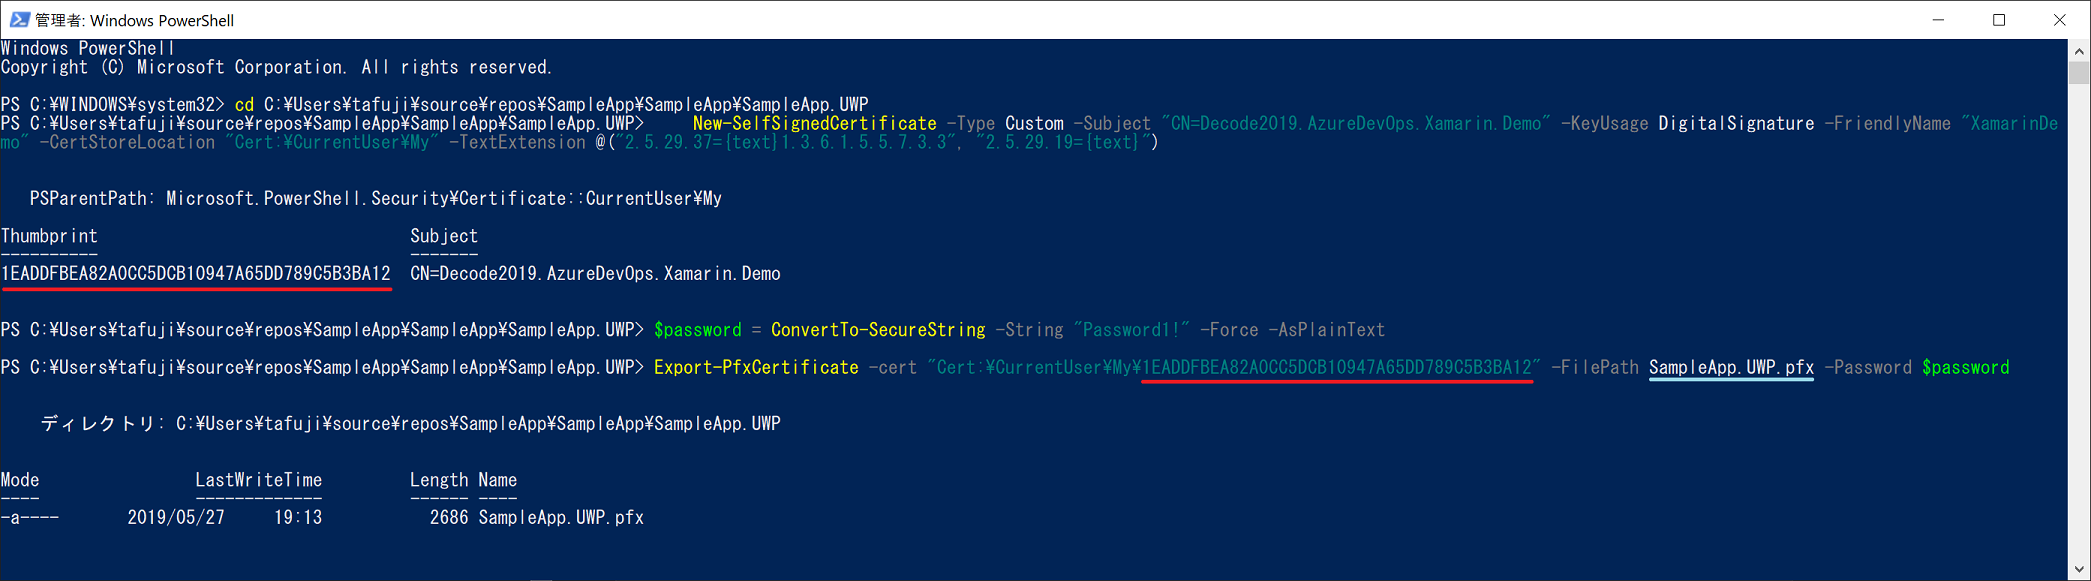 管理者: Windows PowerShell
Windows PowerShell
Copyright (C) Microsoft Corporation. All rights reserved.
PS C:¥WINDOWS¥system32> cd C:¥Users¥tafuji¥source¥repos¥SampleApp¥SampleApp¥SampleApp.UWP
PS C:¥Users¥tafuji¥source¥repos¥SampleApp¥SampleApp¥SampleApp.UWP>     New-SelfSignedCertificate -Type Custom -Subject "CN=Decode2019.AzureDevOps.Xamarin.Demo" -KeyUsage DigitalSignature -FriendlyName "XamarinDe
mo" -CertStoreLocation "Cert:¥CurrentUser¥My" -TextExtension @("2.5.29.37={text}1.3.6.1.5.5.7.3.3", "2.5.29.19={text}")
PSParentPath: Microsoft.PowerShell.Security¥Certificate::CurrentUser¥My
Thumbprint                                Subject
----------                                -------
1EADDFBEA82A0CC5DCB10947A65DD789C5B3BA12  CN=Decode2019.AzureDevOps.Xamarin.Demo
PS C:¥Users¥tafuji¥source¥repos¥SampleApp¥SampleApp¥SampleApp.UWP> $password = ConvertTo-SecureString -String "Password1!" -Force -AsPlainText
PS C:¥Users¥tafuji¥source¥repos¥SampleApp¥SampleApp¥SampleApp.UWP> Export-PfxCertificate -cert "Cert:¥CurrentUser¥My¥1EADDFBEA82A0CC5DCB10947A65DD789C5B3BA12" -FilePath SampleApp.UWP.pfx -Password $password
ディレクトリ: C:¥Users¥tafuji¥source¥repos¥SampleApp¥SampleApp¥SampleApp.UWP
Mode                LastWriteTime         Length Name
----                -------------         ------ ----
-a----       2019/05/27     19:13           2686 SampleApp.UWP.pfx